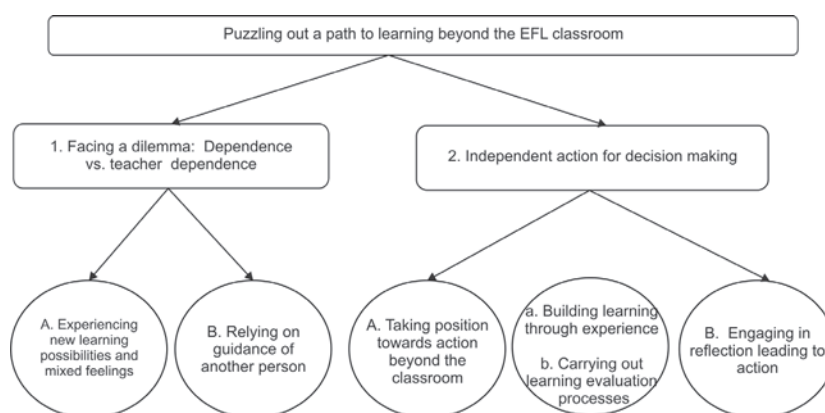 Puzzling out a path to learning beyond the EFL classroom
1. Facing a dilemma: Dependence
vs. teacher dependence
2. Independent action for decision making
A. Experiencing
new learning
possibilities and
mixed feelings
B. Relying on
guidance of
another person
A. Taking position
towards action
beyond the
classroom
a. Building learning
through experience
b. Carrying out
learning evaluation
processes
B. Engaging in
reflection leading to
action